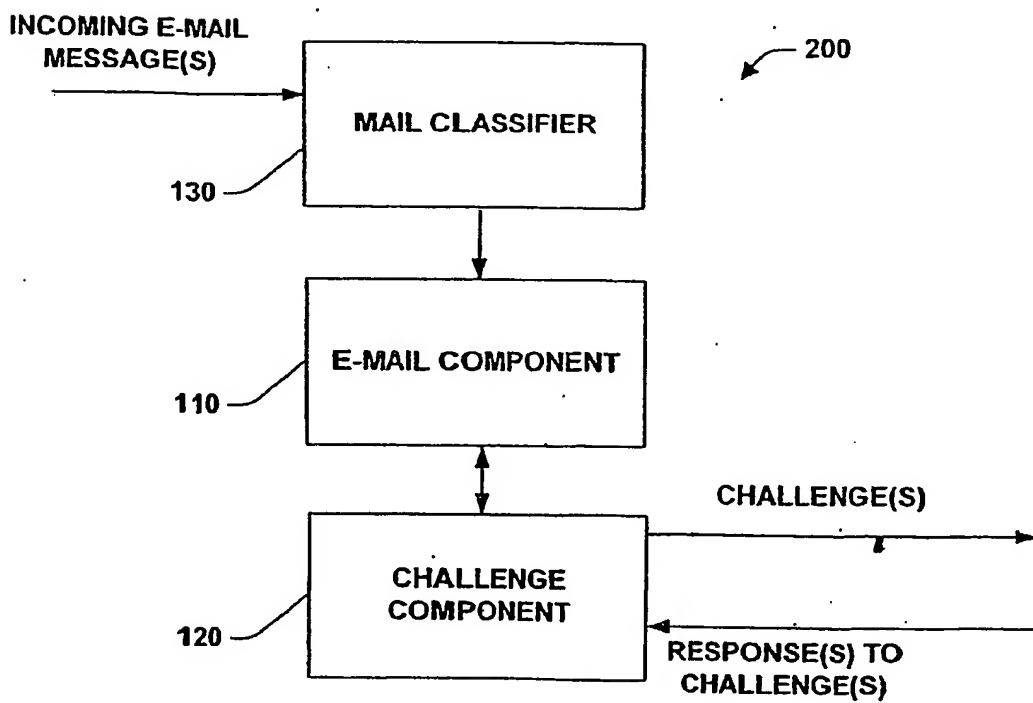 INCOMING E-MAIL
MESSAGE(S)
200
MAIL CLASSIFIER
130
E-MAIL COMPONENT
110
CHALLENGE(S)
CHALLENGE
COMPONENT
120
RESPONSE(S) TO
CHALLENGE(S)